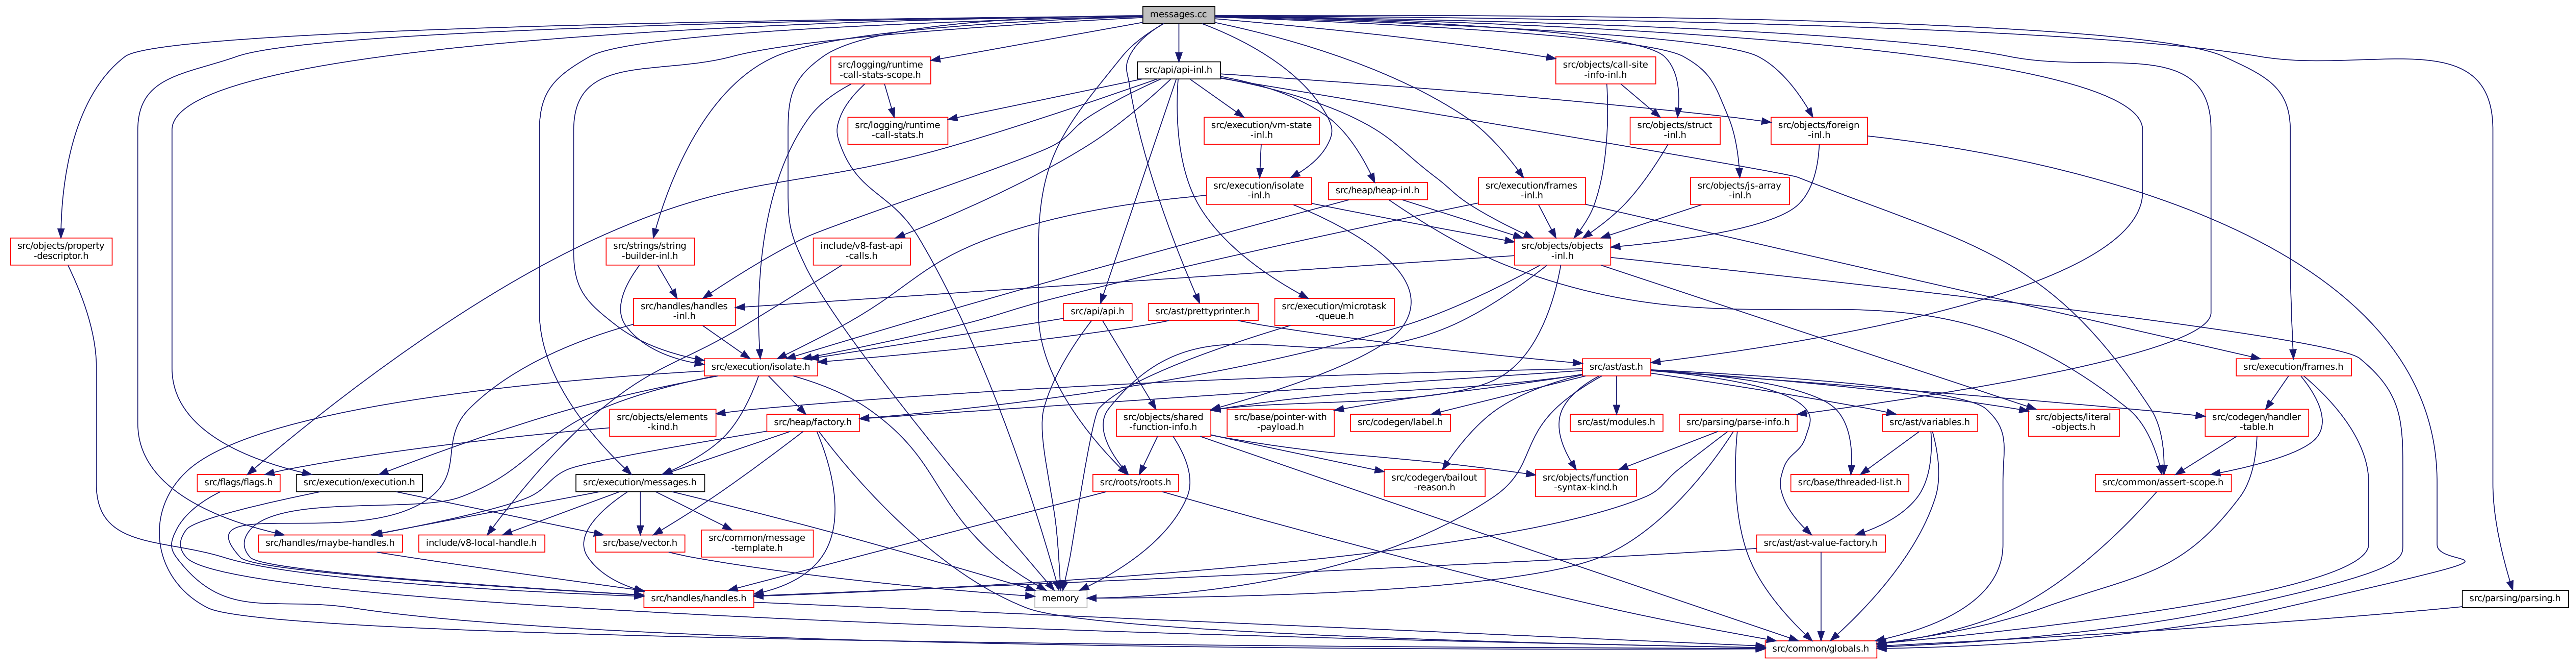 messages.cc
src/logging/runtime
-call-stats-scope.h
src/api/api-inl.h
src/objects/call-site
-info-inl.h
src/logging/runtime
-call-stats.h
src/execution/vm-state
-inl.h
src/objects/struct
-inl.h
src/objects/foreign
-inl.h
src/execution/isolate
-inl.h
src/heap/heap-inl.h
src/execution/frames
-inl.h
src/objects/js-array
-inl.h
src/objects/property
-descriptor.h
src/strings/string
-builder-inl.h
include/v8-fast-api
-calls.h
src/objects/objects
-inl.h
src/handles/handles
-inl.h
src/api/api.h
src/ast/prettyprinter.h
src/execution/microtask
-queue.h
src/execution/isolate.h
src/ast/ast.h
src/execution/frames.h
src/objects/elements
-kind.h
src/heap/factory.h
src/objects/shared
-function-info.h
src/base/pointer-with
-payload.h
src/codegen/label.h
src/ast/modules.h
src/parsing/parse-info.h
src/ast/variables.h
src/objects/literal
-objects.h
src/codegen/handler
-table.h
src/flags/flags.h
src/execution/execution.h
src/execution/messages.h
src/roots/roots.h
src/codegen/bailout
-reason.h
src/objects/function
-syntax-kind.h
src/base/threaded-list.h
src/common/assert-scope.h
src/handles/maybe-handles.h
include/v8-local-handle.h
src/base/vector.h
src/common/message
-template.h
src/ast/ast-value-factory.h
src/handles/handles.h
memory
src/parsing/parsing.h
src/common/globals.h